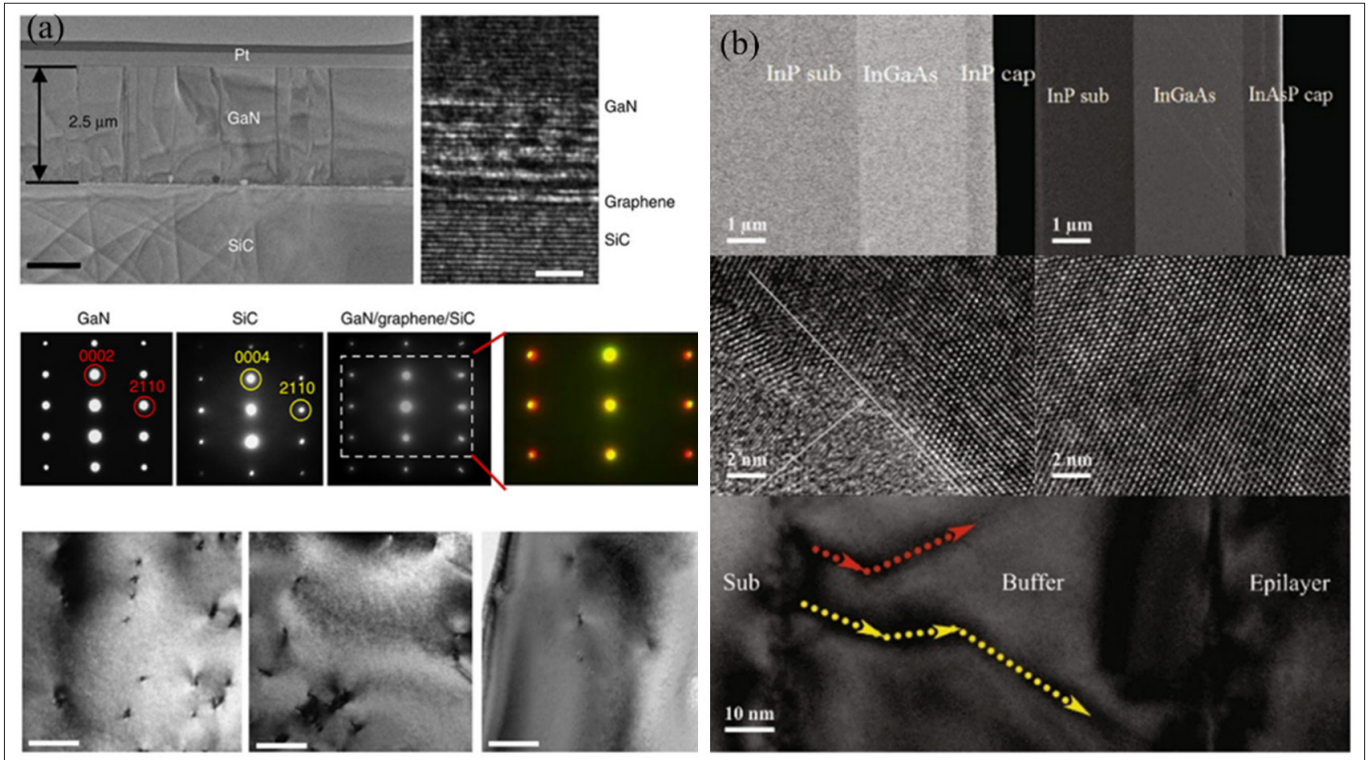 (a)
Pt
2.5 µm
GaN
SiC
GaN
Graphene
SiC
GaN
SiC
GaN/graphene/SiC
0002
2110
0004
2110
(b)
InP sub
InGaAs
InP cap
1 µm
InP sub
InGaAs
InAsP cap
1 µm
2 nm
2 nm
Sub
Buffer
Epilayer
10 nm